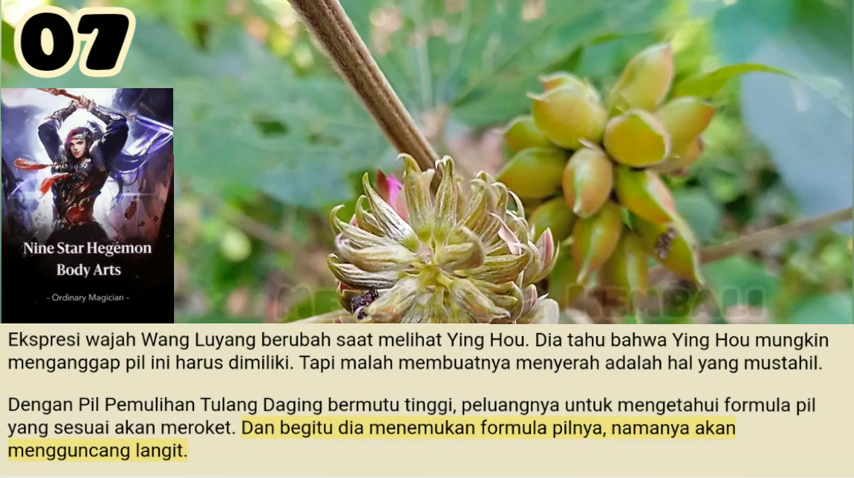 07
Nine Star Hegemon
Body Arts
- Ordinary Magician -
KEMBALI
Ekspresi wajah Wang Luyang berubah saat melihat Ying Hou. Dia tahu bahwa Ying Hou mungkin
menganggap pil ini harus dimiliki. Tapi malah membuatnya menyerah adalah hal yang mustahil.
Dengan Pil Pemulihan Tulang Daging bermutu tinggi, peluangnya untuk mengetahui formula pil
yang sesuai akan meroket. Dan begitu dia menemukan formula pilnya, namanya akan
mengguncang langit.